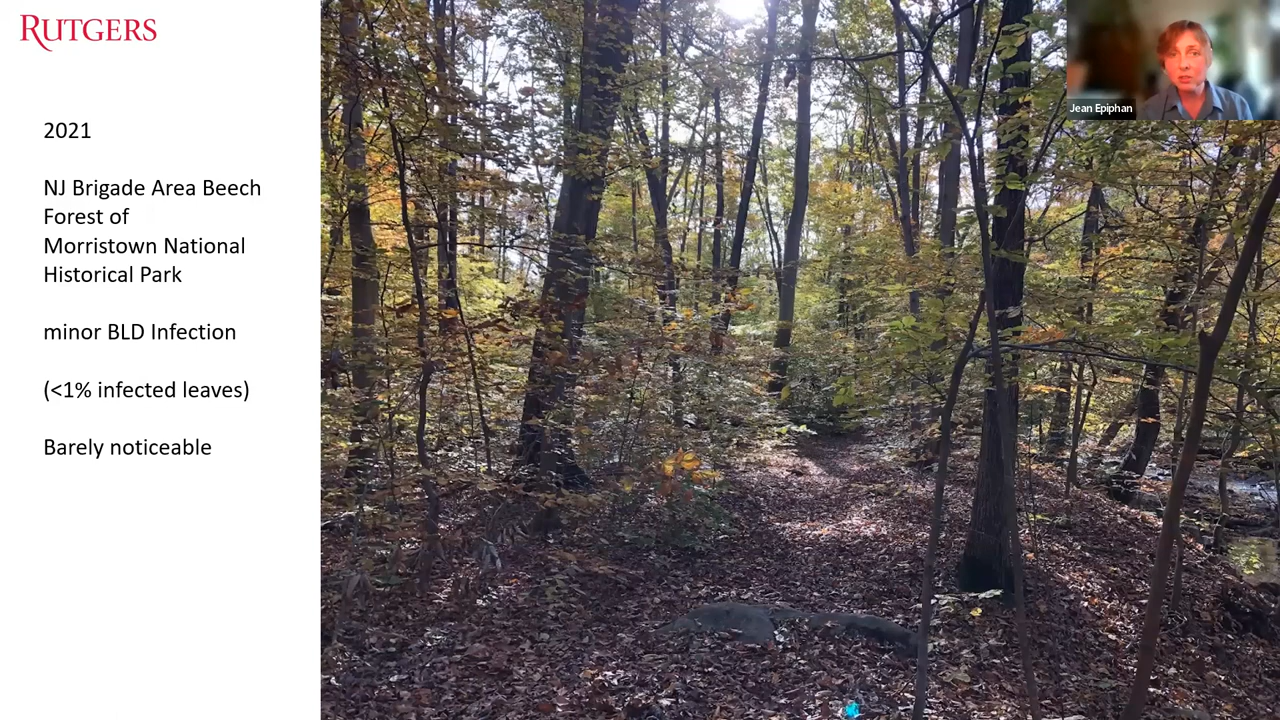 RUTGERS
2021
NJ Brigade Area Beech
Forest of
Morristown National
Historical Park
minor BLD Infection
(<1% infected leaves)
Barely noticeable
Jean Epiphan